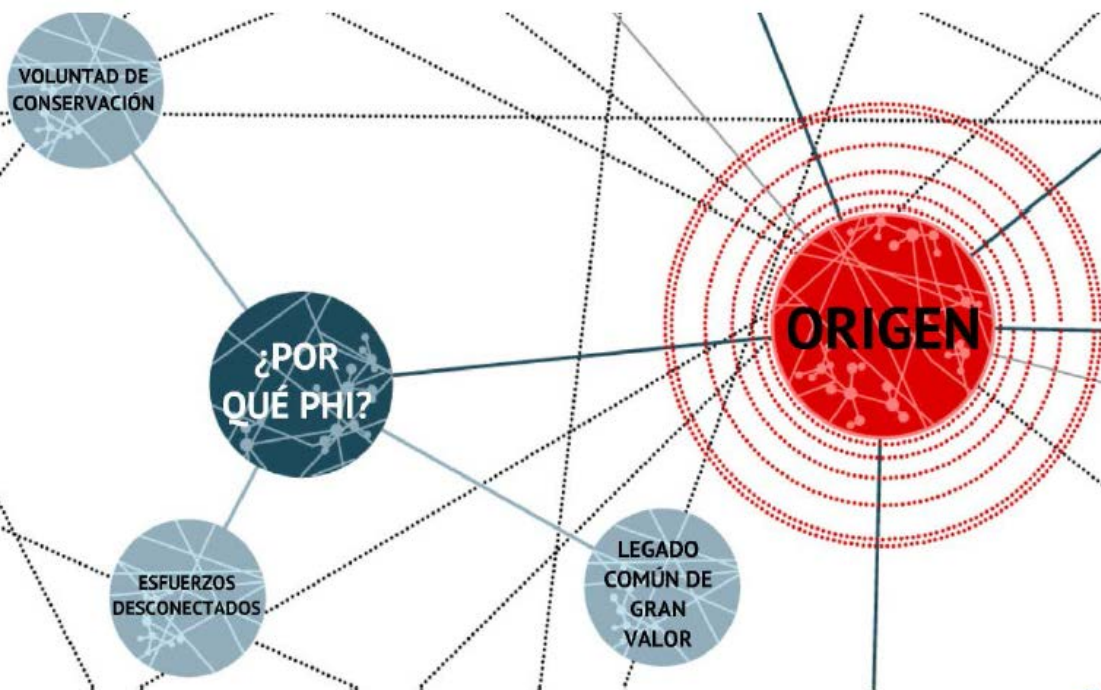 VOLUNTAD DE
CONSERVACIÓN
¿POR
QUÉ PHI?
ORIGEN
ESFUERZOS
DESCONECTADOS
LEGADO
COMÚN DE
GRAN
VALOR